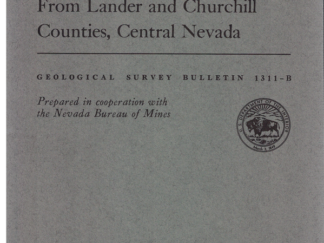 From Lander and Churchill
Counties, Central Nevada
GEOLOGICAL SURVEY BULLETIN 1311-B
Prepared in cooperation with
the Nevada Bureau of Mines